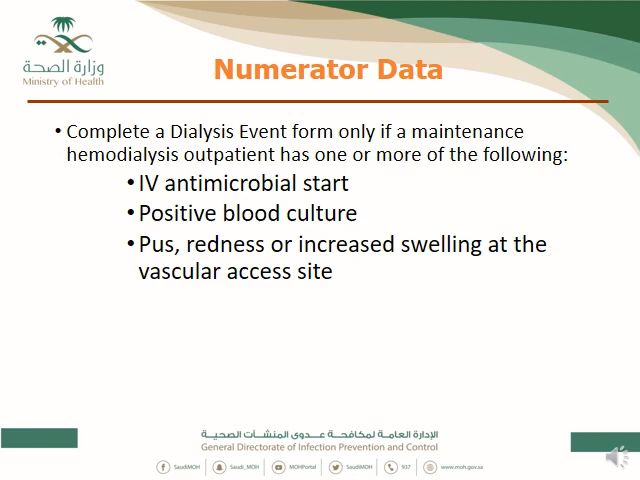 وزارة الصحة
Ministry of Health
Numerator Data
• Complete a Dialysis Event form only if a maintenance
hemodialysis outpatient has one or more of the following:
• IV antimicrobial start
• Positive blood culture
• Pus, redness or increased swelling at the
vascular access site
الإدارة العامة لمكافحة عدوى المنشآت الصحية
General Directorate of Infection Prevention and Control
SaudiMOH
Saudi_MOH
MOHPortal
SaudiMOH
937
www.moh.gov.sa